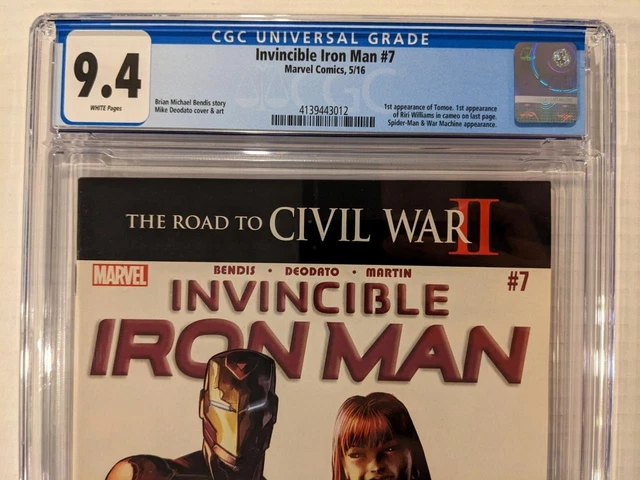 CGC UNIVERSAL GRADE
9.4
WHITE Pages
Invincible Iron Man #7
Marvel Comics, 5/16
Brian Michael Bendis story
Mike Deodato cover & art
4139443012
1st appearance of Tomoe. 1st appearance
of Riri Williams in cameo on last page.
Spider-Man & War Machine appearance.
CGC
THE ROAD TO CIVIL WAR II
MARVEL
BENDIS • DEODATO • MARTIN
#7
INVINCIBLE
IRON MAN